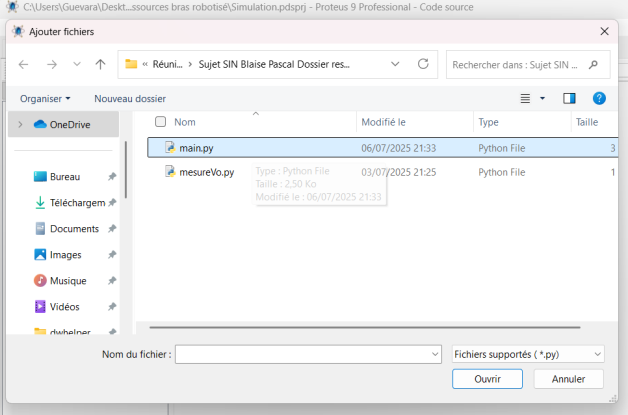 C:\Users\Guevara\Deskt...ssources bras robotisé\Simulation.pdsprj - Proteus 9 Professional - Code source
Ajouter fichiers
« Réuni... > Sujet SIN Blaise Pascal Dossier res...
Rechercher dans : Sujet SIN ...
Organiser
Nouveau dossier
OneDrive
Bureau
Téléchargem
Documents
Images
Musique
Vidéos
dwhelper
Nom Modifié le Type Taille
main.py 06/07/2025 21:33 Python File 3
mesureVo.py 03/07/2025 21:25 Python File 1
Type : Python File
Taille : 2,50 Ko
Modifié le : 06/07/2025 21:33
Nom du fichier :
Fichiers supportés ( *.py)
Ouvrir
Annuler